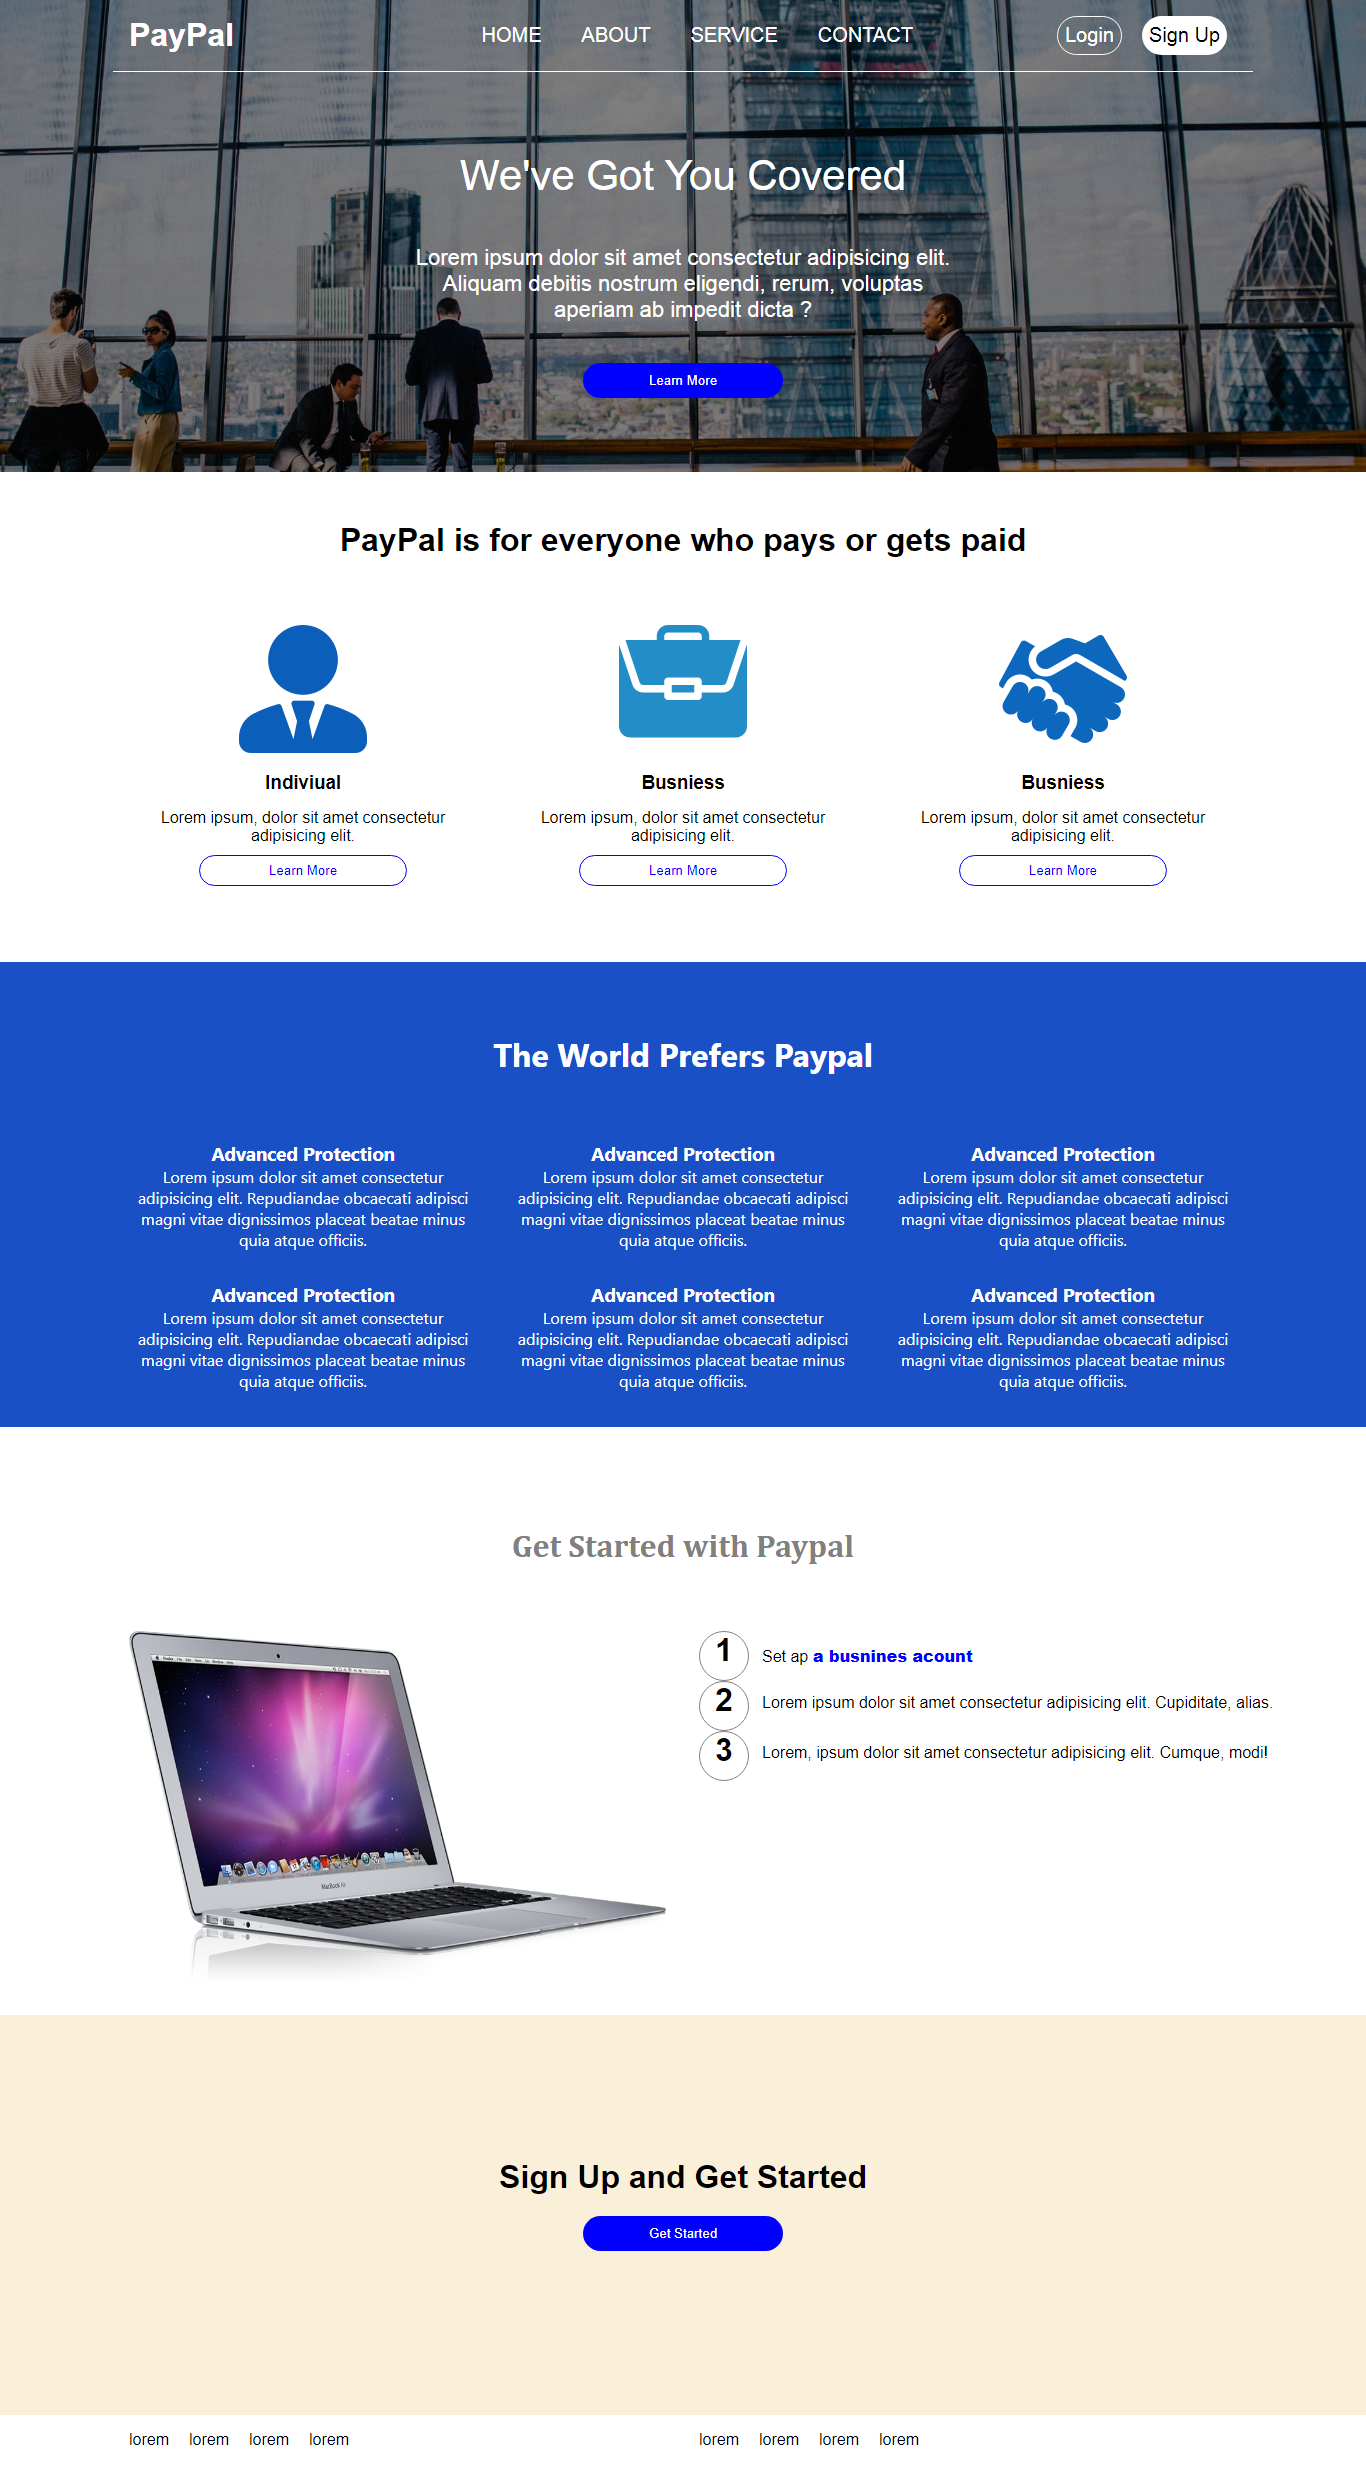 PayPal HOME ABOUT SERVICE CONTACT Login Sign Up
We've Got You Covered
Lorem ipsum dolor sit amet consectetur adipisicing elit.
Aliquam debitis nostrum eligendi, rerum, voluptas
aperiam ab impedit dicta ?
Learn More
PayPal is for everyone who pays or gets paid
Indiviual
Lorem ipsum, dolor sit amet consectetur
adipisicing elit.
Learn More
Busniess
Lorem ipsum, dolor sit amet consectetur
adipisicing elit.
Learn More
Busniess
Lorem ipsum, dolor sit amet consectetur
adipisicing elit.
Learn More
The World Prefers Paypal
Advanced Protection
Lorem ipsum dolor sit amet consectetur
adipisicing elit. Repudiandae obcaecati adipisci
magni vitae dignissimos placeat beatae minus
quia atque officiis.
Advanced Protection
Lorem ipsum dolor sit amet consectetur
adipisicing elit. Repudiandae obcaecati adipisci
magni vitae dignissimos placeat beatae minus
quia atque officiis.
Advanced Protection
Lorem ipsum dolor sit amet consectetur
adipisicing elit. Repudiandae obcaecati adipisci
magni vitae dignissimos placeat beatae minus
quia atque officiis.
Advanced Protection
Lorem ipsum dolor sit amet consectetur
adipisicing elit. Repudiandae obcaecati adipisci
magni vitae dignissimos placeat beatae minus
quia atque officiis.
Advanced Protection
Lorem ipsum dolor sit amet consectetur
adipisicing elit. Repudiandae obcaecati adipisci
magni vitae dignissimos placeat beatae minus
quia atque officiis.
Advanced Protection
Lorem ipsum dolor sit amet consectetur
adipisicing elit. Repudiandae obcaecati adipisci
magni vitae dignissimos placeat beatae minus
quia atque officiis.
Get Started with Paypal
MacBook Air
1 Set ap a busnines acount
2 Lorem ipsum dolor sit amet consectetur adipisicing elit. Cupiditate, alias.
3 Lorem, ipsum dolor sit amet consectetur adipisicing elit. Cumque, modi!
Sign Up and Get Started
Get Started
lorem lorem lorem lorem lorem lorem lorem lorem